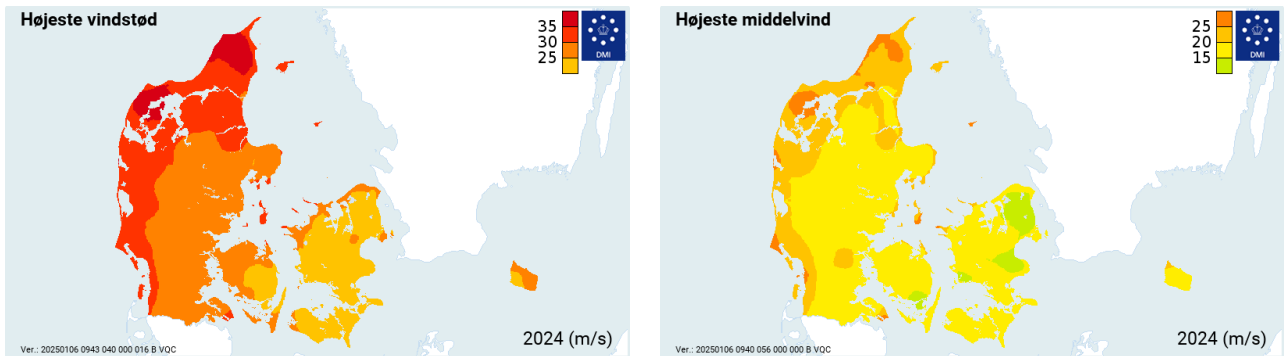 Højeste vindstød
35
30
25
DMI
2024 (m/s)
Ver.: 20250106 0943 040 000 016 B VQC
Højeste middelvind
25
20
15
DMI
2024 (m/s)
Ver.: 20250106 0940 056 000 000 B VQC